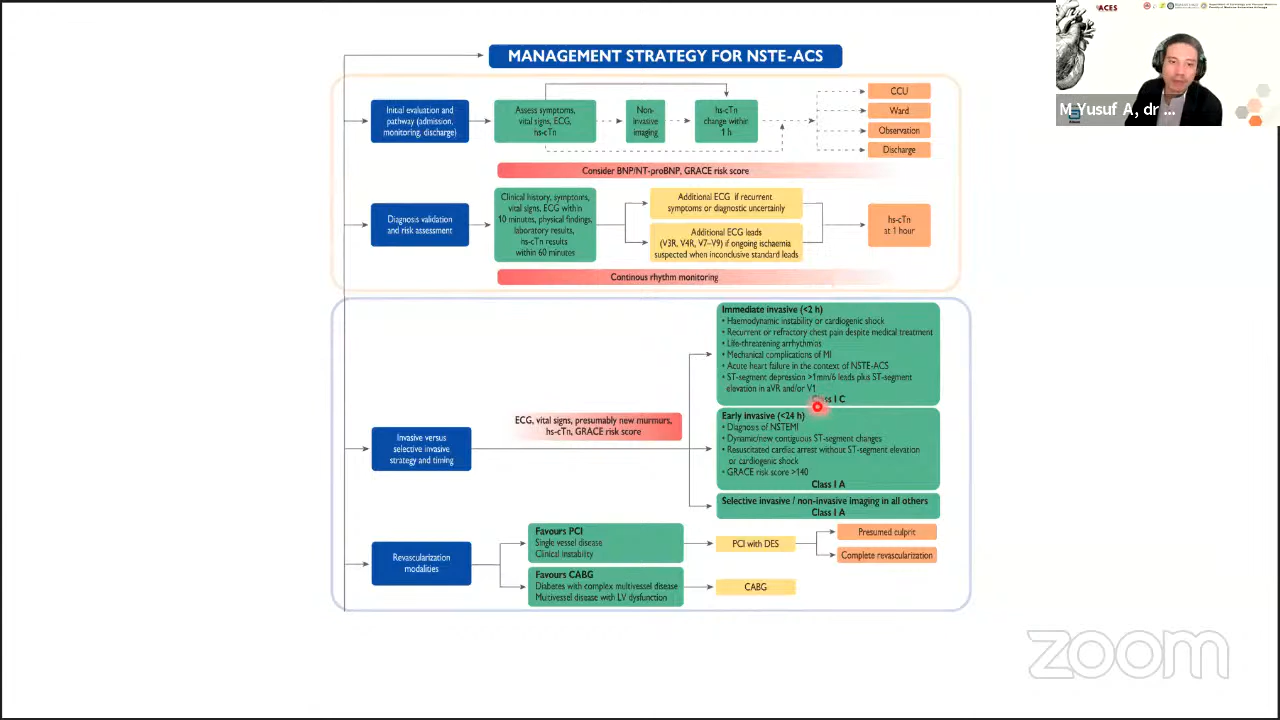 MANAGEMENT STRATEGY FOR NSTE-ACS
Initial evaluation and
pathway (admission,
monitoring, discharge)
Assess symptoms,
vital signs, ECG,
hs-cTn
Non-
invasive
imaging
hs-cTn
change within
1 h
CCU
Ward
Observation
Discharge
Consider BNP/NT-proBNP, GRACE risk score
Diagnosis validation
and risk assessment
Clinical history, symptoms,
vital signs, ECG within
10 minutes, physical findings,
laboratory results,
hs-cTn results
within 60 minutes
Additional ECG if recurrent
symptoms or diagnostic uncertainly
Additional ECG leads
(V3R, V4R, V7–V9) if ongoing ischaemia
suspected when inconclusive standard leads
hs-cTn
at 1 hour
Continous rhythm monitoring
Invasive versus
selective invasive
strategy and timing
ECG, vital signs, presumably new murmurs,
hs-cTn, GRACE risk score
Immediate invasive (<2 h)
• Haemodynamic instability or cardiogenic shock
• Recurrent or refractory chest pain despite medical treatment
• Life-threatening arrhythmias
• Mechanical complications of MI
• Acute heart failure in the context of NSTE-ACS
• ST-segment depression >1mm/6 leads plus ST-segment
elevation in aVR and/or V1
Class I C
Early invasive (<24 h)
• Diagnosis of NSTEMI
• Dynamic/new contiguous ST-segment changes
• Resuscitated cardiac arrest without ST-segment elevation
or cardiogenic shock
• GRACE risk score >140
Class I A
Selective invasive / non-invasive imaging in all others
Class I A
Revascularization
modalities
Favours PCI
Single vessel disease
Clinical instability
PCI with DES
Presumed culprit
Complete revascularization
Favours CABG
Diabetes with complex multivessel disease
Multivessel disease with LV dysfunction
CABG
ACES
M Yusuf A, dr ...
zoom